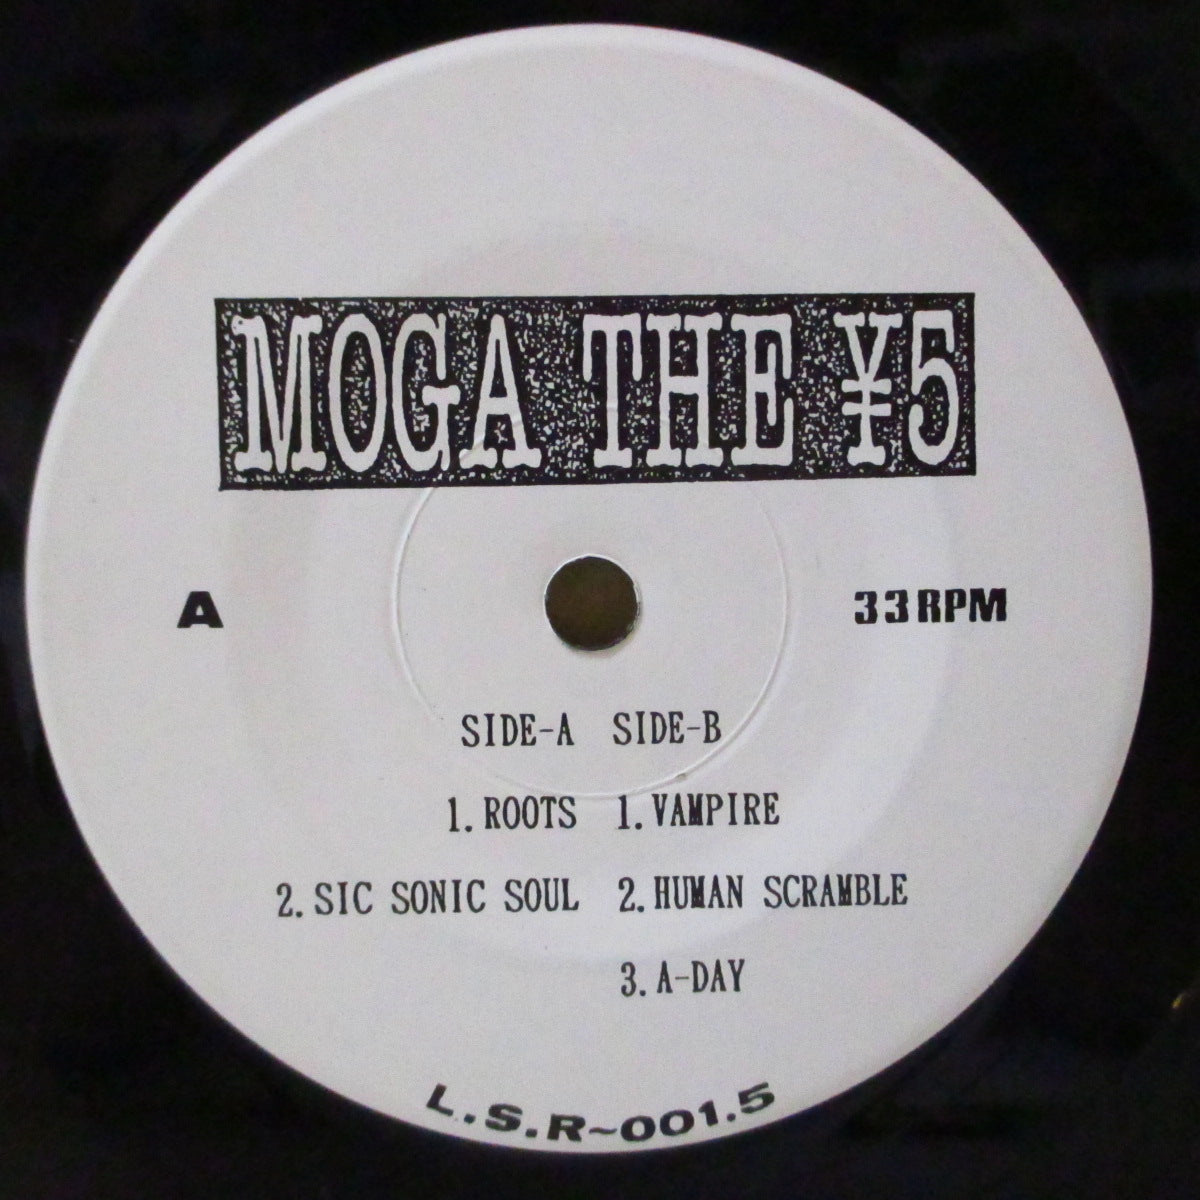 MOGA THE ¥5
A 33RPM
SIDE-A SIDE-B
1. ROOTS 1. VAMPIRE
2. SIC SONIC SOUL 2. HUMAN SCRAMBLE
3. A-DAY
L.S.R~001.5